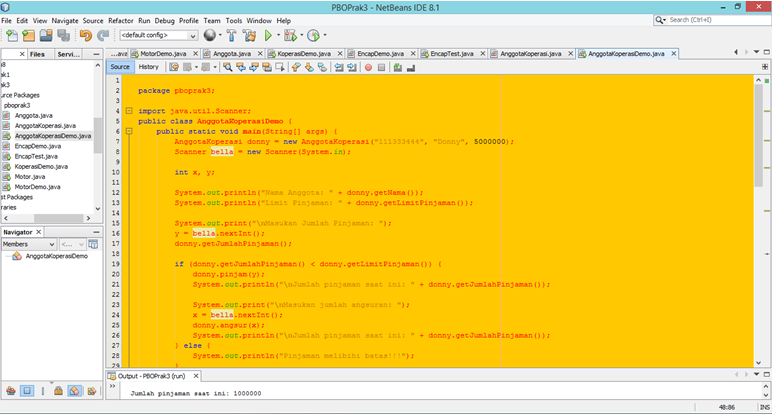 PBOPrak3 - NetBeans IDE 8.1
File Edit View Navigate Source Refactor Run Debug Profile Team Tools Window Help
Search (Ctrl+I)
<default config>
Files Servi...
...ava MotorDemo.java Anggota.java KoperasiDemo.java EncapDemo.java EncapTest.java AnggotaKoperasi.java AnggotaKoperasiDemo.java
Source History
ak1
ak3
urce Packages
pboprak3
Anggota.java
AnggotaKoperasi.java
AnggotaKoperasiDemo.java
EncapDemo.java
EncapTest.java
KoperasiDemo.java
Motor.java
MotorDemo.java
st Packages
raries
Navigator
Members <...
AnggotaKoperasiDemo
1
2 package pboprak3;
3
4 import java.util.Scanner;
5 public class AnggotaKoperasiDemo {
6 public static void main(String[] args) {
7 AnggotaKoperasi donny = new AnggotaKoperasi("111333444", "Donny", 5000000);
8 Scanner bella = new Scanner(System.in);
9
10 int x, y;
11
12 System.out.println("Nama Anggota: " + donny.getNama());
13 System.out.println("Limit Pinjaman: " + donny.getLimitPinjaman());
14
15 System.out.print("\nMasukan Jumlah Pinjaman: ");
16 y = bella.nextInt();
17 donny.getJumlahPinjaman();
18
19 if (donny.getJumlahPinjaman() < donny.getLimitPinjaman()) {
20 donny.pinjam(y);
21 System.out.println("\nJumlah pinjaman saat ini: " + donny.getJumlahPinjaman());
22
23 System.out.print("\nMasukan jumlah angsuran: ");
24 x = bella.nextInt();
25 donny.angsur(x);
26 System.out.println("\nJumlah pinjaman saat ini: " + donny.getJumlahPinjaman());
27 } else {
28 System.out.println("Pinjaman melibihi batas!!!");
29 }
Output - PBOPrak3 (run)
Jumlah pinjaman saat ini: 1000000
48:86 INS